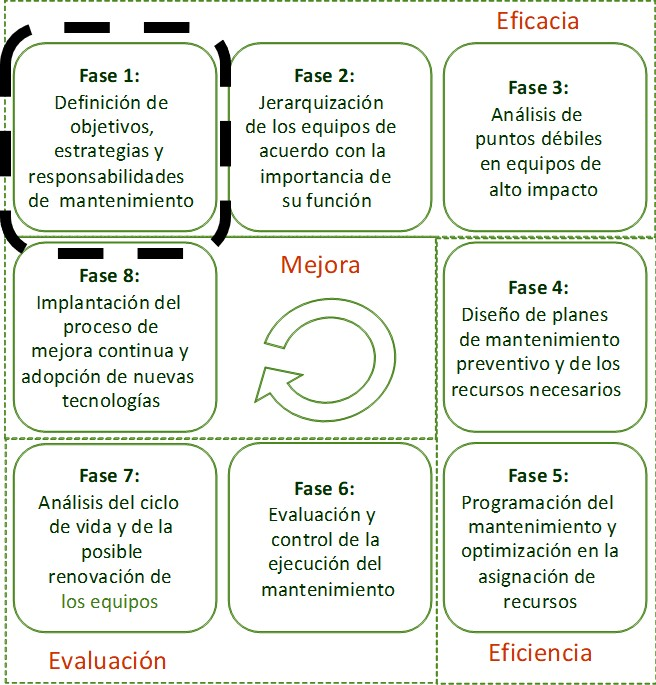 Eficacia
Fase 1:
Definición de
objetivos,
estrategias y
responsabilidades
de mantenimiento
Fase 2:
Jerarquización
de los equipos de
acuerdo con la
importancia de
su función
Fase 3:
Análisis de
puntos débiles
en equipos de
alto impacto
Fase 8:
Implantación del
proceso de
mejora continua y
adopción de nuevas
tecnologías
Mejora
Fase 4:
Diseño de planes
de mantenimiento
preventivo y de los
recursos necesarios
Fase 7:
Análisis del ciclo
de vida y de la
posible
renovación de
los equipos
Fase 6:
Evaluación y
control de la
ejecución del
mantenimiento
Fase 5:
Programación del
mantenimiento y
optimización en la
asignación de
recursos
Evaluación
Eficiencia